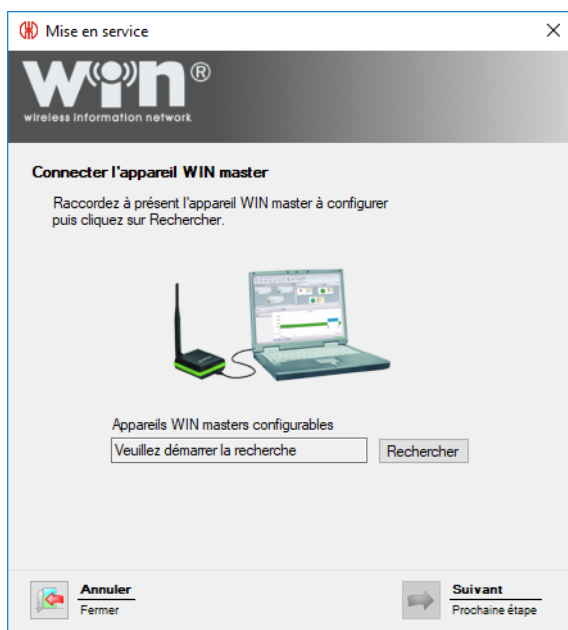 Mise en service
WIN®
wireless information network
Connecter l'appareil WIN master
Raccordez à présent l'appareil WIN master à configurer
puis cliquez sur Rechercher.
Appareils WIN masters configurables
Veuillez démarrer la recherche
Rechercher
Annuler
Fermer
Suivant
Prochaine étape